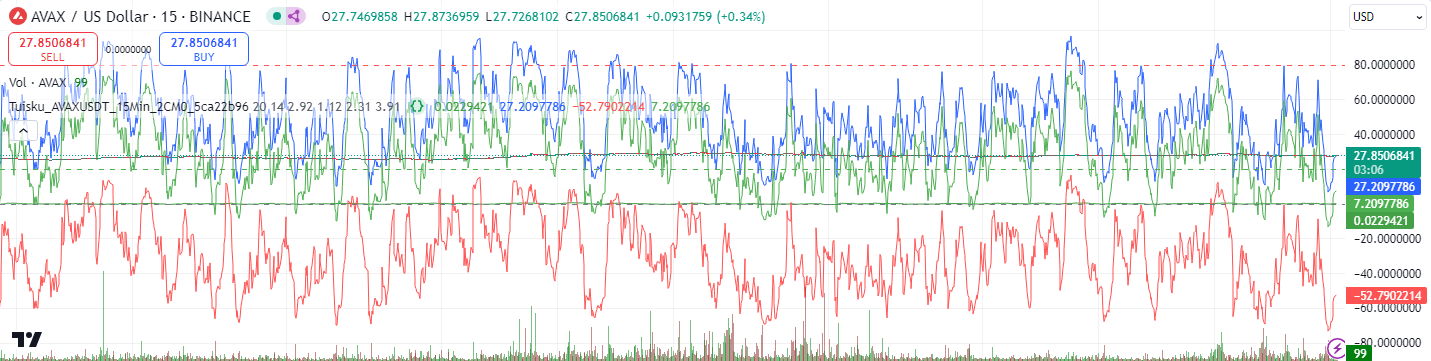 AVAX / US Dollar · 15 · BINANCE O27.7469858 H27.8736959 L27.7268102 C27.8506841 +0.0931759 (+0.34%)
USD
27.8506841 SELL
0.0000000
27.8506841 BUY
Vol · AVAX 99
Tuisku_AVAXUSDT_15Min_2CM0_5ca22b96 20 14 2.92 1.12 2.31 3.91 0.0229421 27.2097786 −52.7902214 7.2097786
80.0000000
60.0000000
40.0000000
27.8506841
03:06
27.2097786
7.2097786
0.0229421
−20.0000000
−40.0000000
−52.7902214
−60.0000000
−80.0000000
99